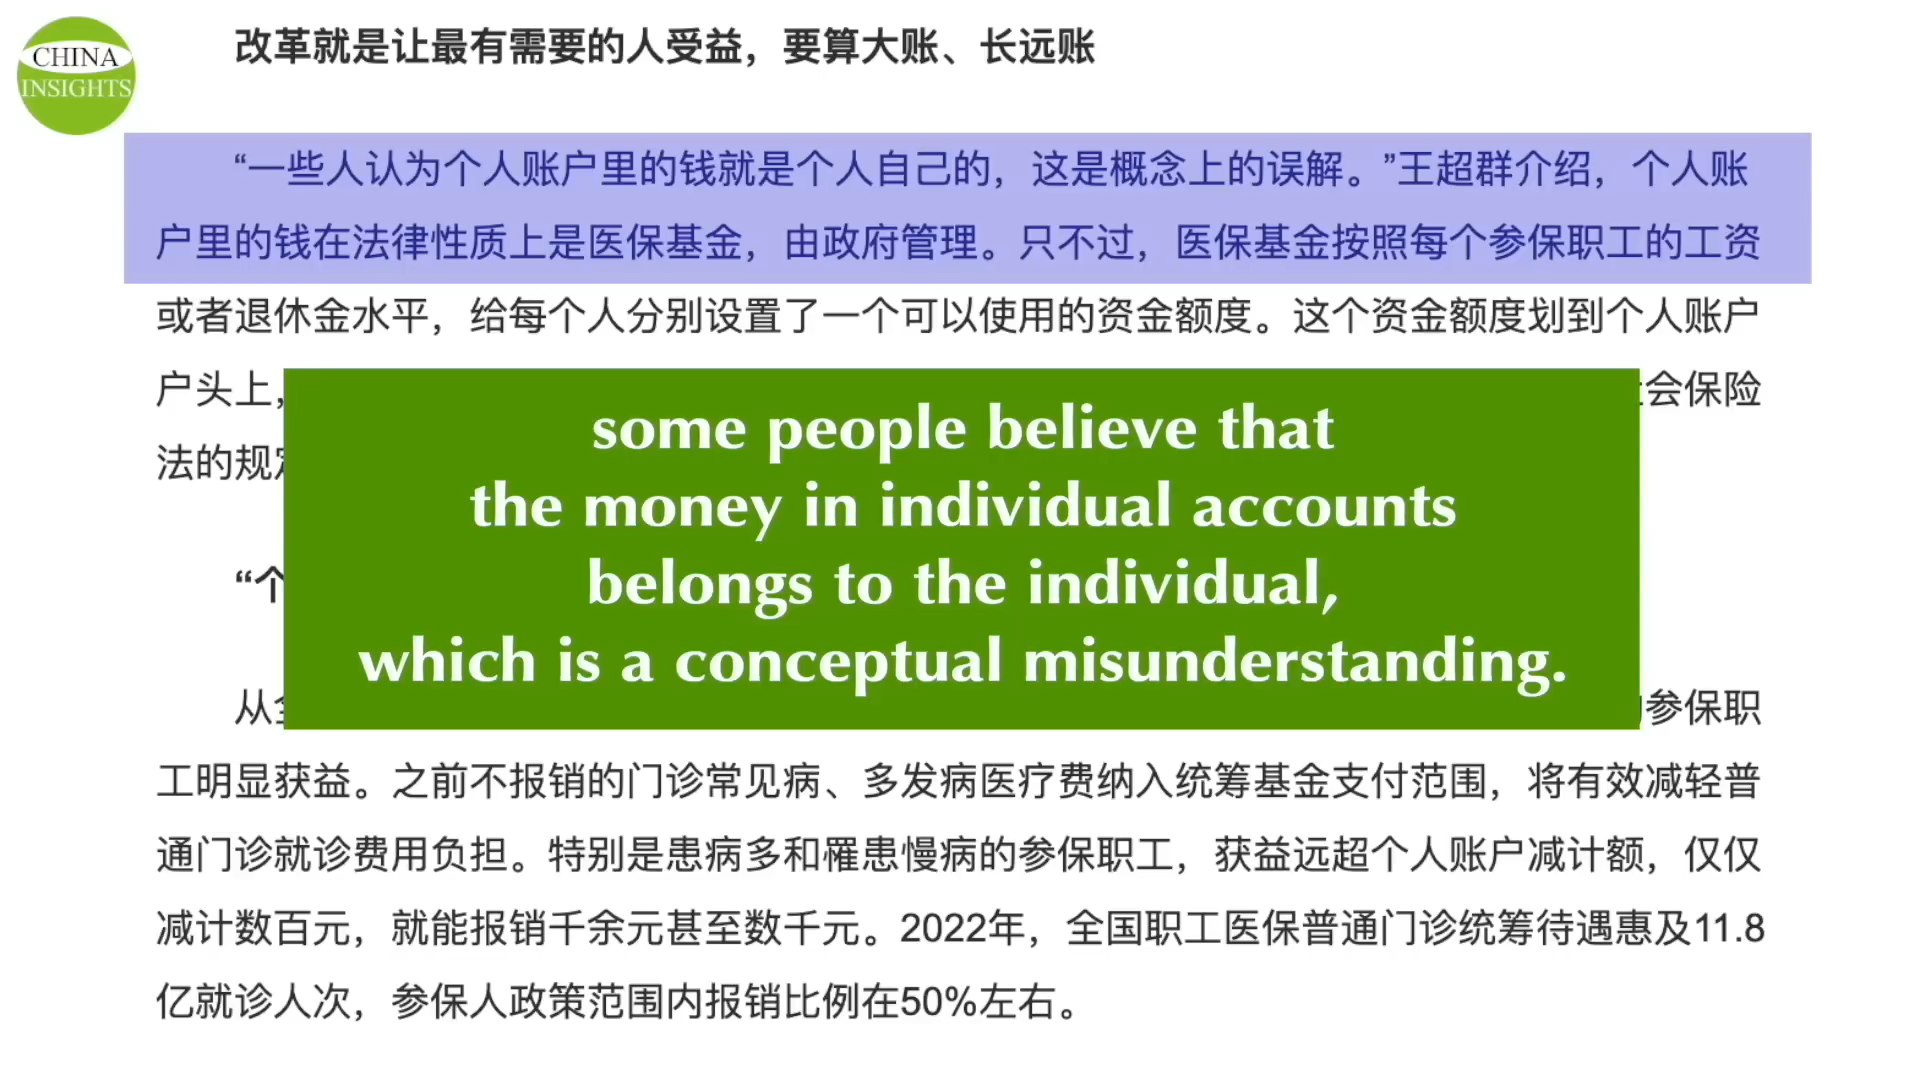 CHINA
INSIGHTS
改革就是让最有需要的人受益，要算大账、长远账
“一些人认为个人账户里的钱就是个人自己的，这是概念上的误解。”王超群介绍，个人账
户里的钱在法律性质上是医保基金，由政府管理。只不过，医保基金按照每个参保职工的工资
或者退休金水平，给每个人分别设置了一个可以使用的资金额度。这个资金额度划到个人账户
户头上，
会保险
法的规
some people believe that
the money in individual accounts
belongs to the individual,
which is a conceptual misunderstanding.
“个
从
参保职
工明显获益。之前不报销的门诊常见病、多发病医疗费纳入统筹基金支付范围，将有效减轻普
通门诊就诊费用负担。特别是患病多和罹患慢病的参保职工，获益远超个人账户减计额，仅仅
减计数百元，就能报销千余元甚至数千元。2022年，全国职工医保普通门诊统筹待遇惠及11.8
亿就诊人次，参保人政策范围内报销比例在50%左右。